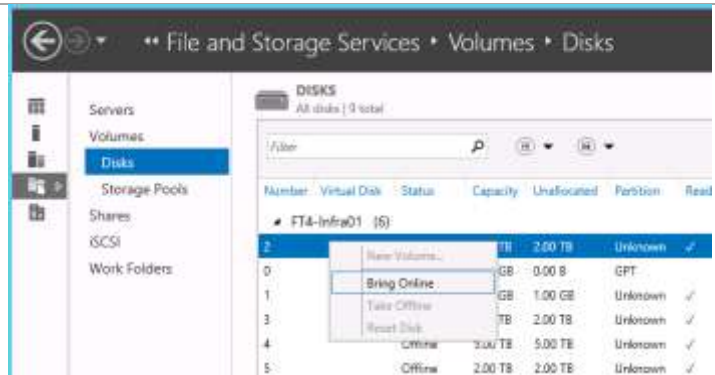 •• File and Storage Services • Volumes • Disks
Servers
Volumes
Disks
Storage Pools
Shares
iSCSI
Work Folders
DISKS
All disks | 9 total
Filter
Number Virtual Disk Status Capacity Unallocated Partition Read
FT4-Infra01 (6)
2 TB 2.00 TB Unknown ✓
New Volume...
0 GB 0.00 B GPT
Bring Online
1 GB 1.00 GB Unknown ✓
Take Offline
3 TB 2.00 TB Unknown ✓
Reset Disk
4 Offline 5.00 TB 5.00 TB Unknown ✓
5 Offline 2.00 TB 2.00 TB Unknown ✓